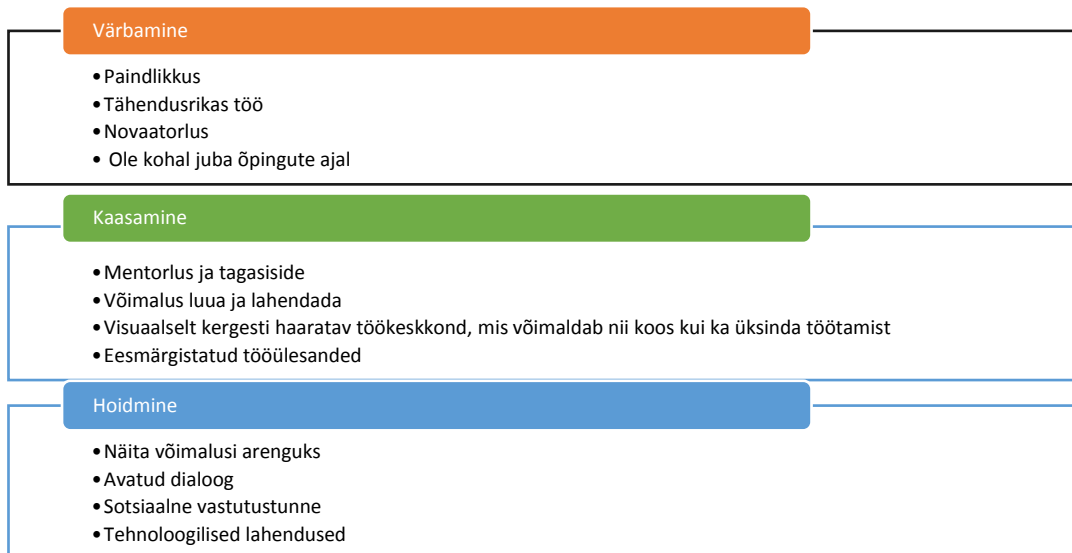 Värbamine
•Paindlikkus
•Tähendusrikas töö
•Novaatorlus
• Ole kohal juba õpingute ajal
Kaasamine
•Mentorlus ja tagasiside
•Võimalus luua ja lahendada
•Visuaalselt kergesti haaratav töökeskkond, mis võimaldab nii koos kui ka üksinda töötamist
•Eesmärgistatud tööülesanded
Hoidmine
•Näita võimalusi arenguks
•Avatud dialoog
•Sotsiaalne vastutustunne
•Tehnoloogilised lahendused